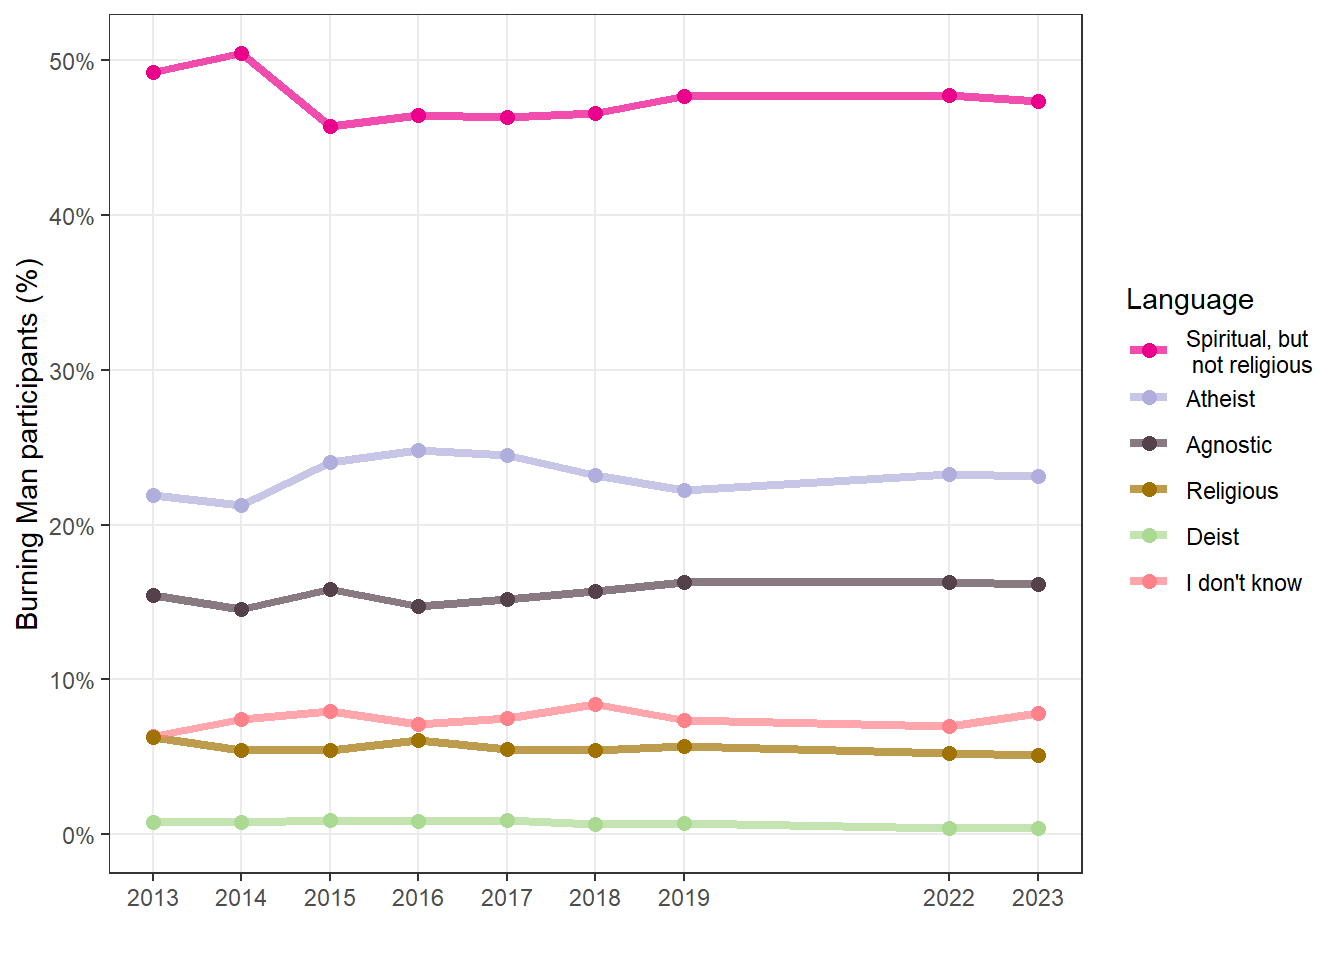 50%
40%
30%
20%
10%
0%
Burning Man participants (%)
2013 2014 2015 2016 2017 2018 2019 2022 2023
Language
Spiritual, but
not religious
Atheist
Agnostic
Religious
Deist
I don't know